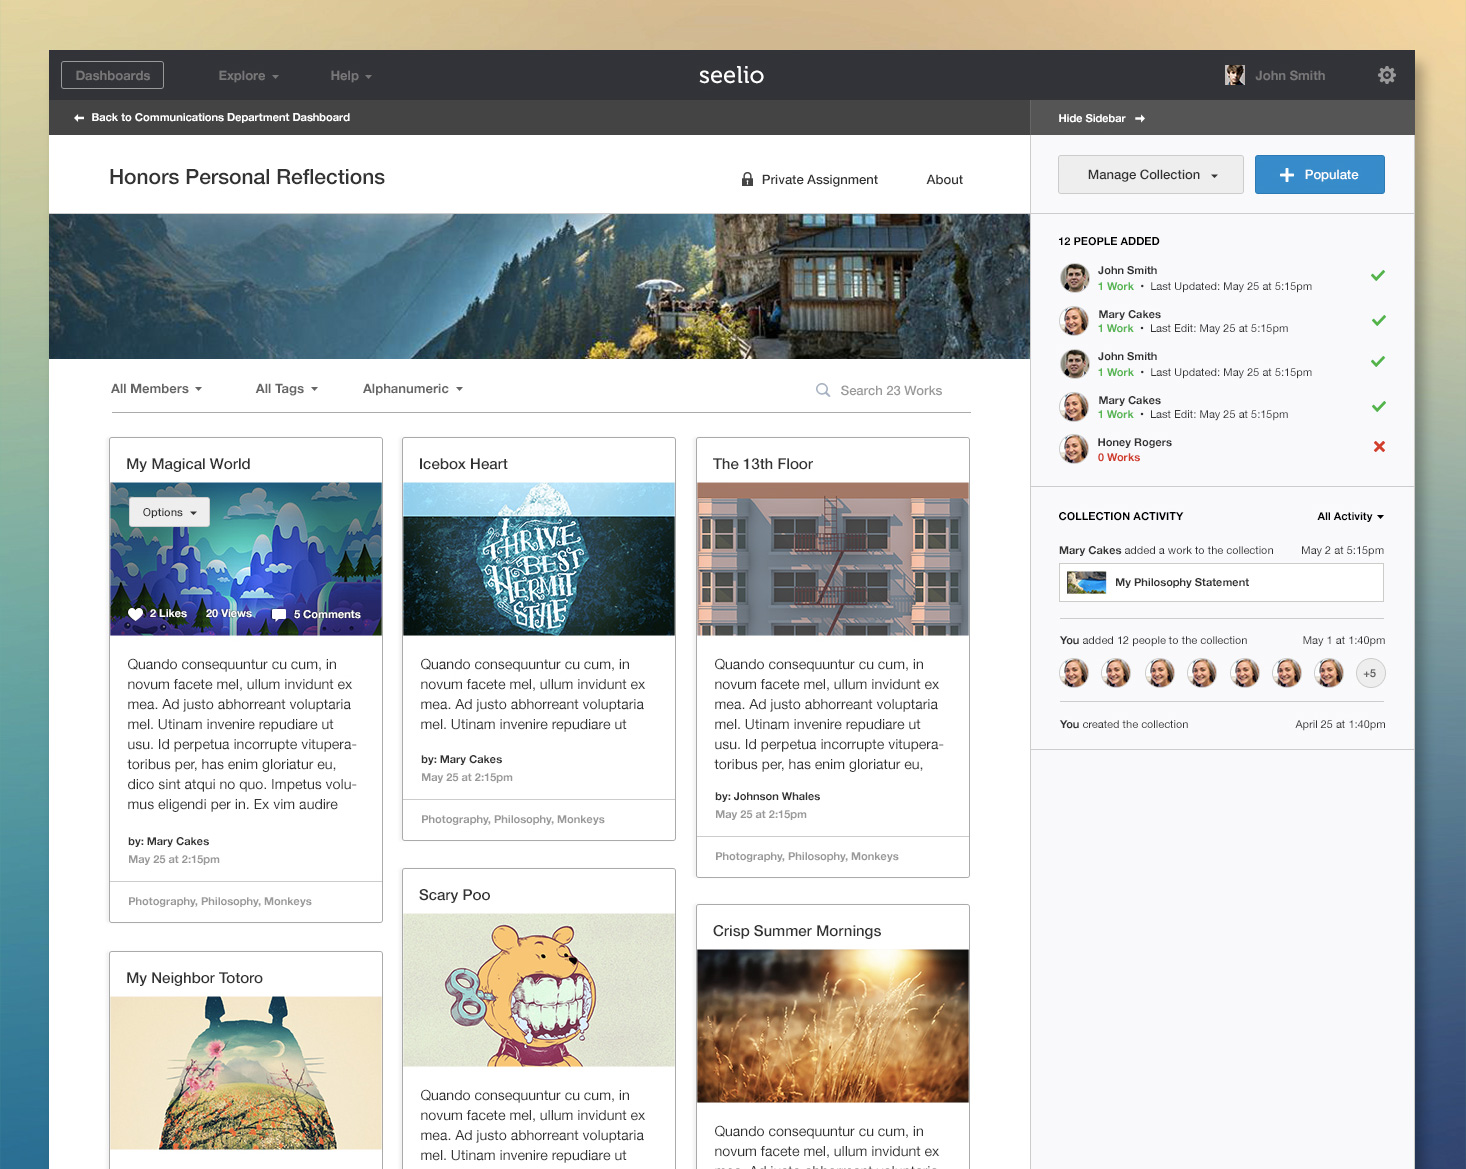 Dashboards
Explore
Help
seelio
John Smith
Back to Communications Department Dashboard
Hide Sidebar
Honors Personal Reflections
Private Assignment
About
Manage Collection
Populate
All Members
All Tags
Alphanumeric
Search 23 Works
My Magical World
Options
2 Likes
20 Views
5 Comments
Quando consequuntur cu cum, in
novum facete mel, ullum invidunt ex
mea. Ad justo abhorreant voluptaria
mel. Utinam invenire repudiare ut
usu. Id perpetua incorrupte vitupera-
toribus per, has enim gloriatur eu,
dico sint atqui no quo. Impetus volu-
mus eligendi per in. Ex vim audire
by: Mary Cakes
May 25 at 2:15pm
Photography, Philosophy, Monkeys
My Neighbor Totoro
Icebox Heart
I THRIVE
BEST
HERMIT
STYLE
Quando consequuntur cu cum, in
novum facete mel, ullum invidunt ex
mea. Ad justo abhorreant voluptaria
mel. Utinam invenire repudiare ut
by: Mary Cakes
May 25 at 2:15pm
Photography, Philosophy, Monkeys
Scary Poo
Quando consequuntur cu cum, in
novum facete mel, ullum invidunt ex
mea. Ad justo abhorreant voluptaria
mel. Utinam invenire repudiare ut
The 13th Floor
Quando consequuntur cu cum, in
novum facete mel, ullum invidunt ex
mea. Ad justo abhorreant voluptaria
mel. Utinam invenire repudiare ut
usu. Id perpetua incorrupte vitupera-
toribus per, has enim gloriatur eu,
by: Johnson Whales
May 25 at 2:15pm
Photography, Philosophy, Monkeys
Crisp Summer Mornings
Quando consequuntur cu cum, in
novum facete mel, ullum invidunt ex
mea. Ad justo abhorreant voluptaria
12 PEOPLE ADDED
John Smith
1 Work • Last Updated: May 25 at 5:15pm
Mary Cakes
1 Work • Last Edit: May 25 at 5:15pm
John Smith
1 Work • Last Updated: May 25 at 5:15pm
Mary Cakes
1 Work • Last Edit: May 25 at 5:15pm
Honey Rogers
0 Works
COLLECTION ACTIVITY
All Activity
Mary Cakes added a work to the collection
May 2 at 5:15pm
My Philosophy Statement
You added 12 people to the collection
May 1 at 1:40pm
+5
You created the collection
April 25 at 1:40pm